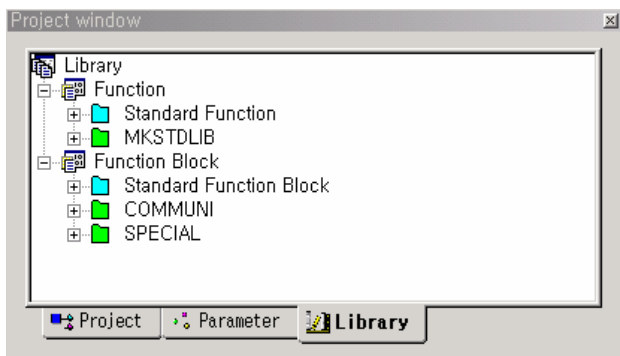 Project window
Library
Function
Standard Function
MKSTDLIB
Function Block
Standard Function Block
COMMUNI
SPECIAL
Project Parameter Library